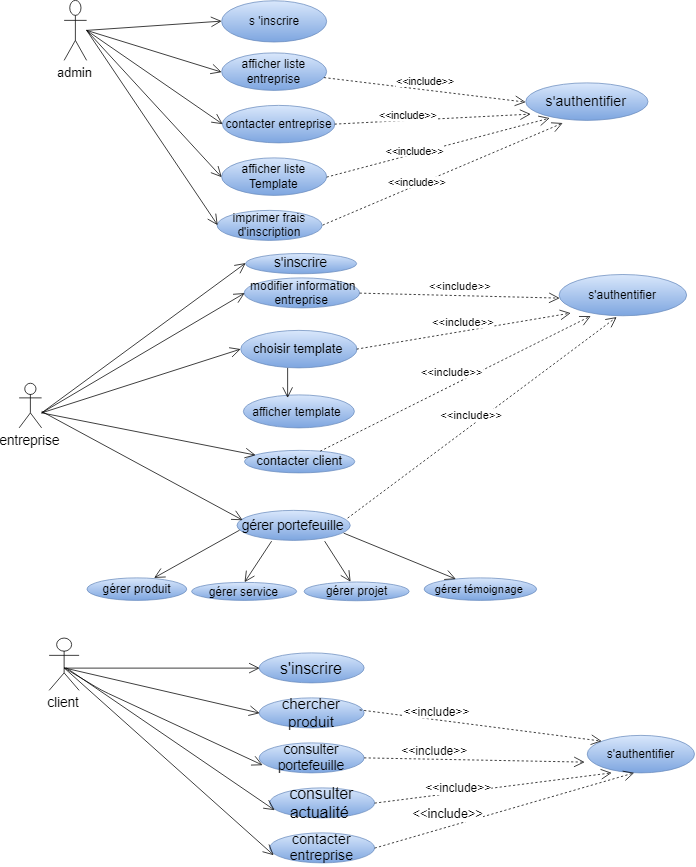 s 'inscrire
afficher liste
entreprise
<<include>>
admin
s'authentifier
contacter entreprise
<<include>>
<<include>>
afficher liste
Template
<<include>>
imprimer frais
d'inscription
s'inscrire
modifier information
entreprise
<<include>>
s'authentifier
choisir template
<<include>>
<<include>>
afficher template
<<include>>
entreprise
contacter client
gérer portefeuille
gérer produit
gérer service
gérer projet
gérer témoignage
s'inscrire
client
chercher
produit
<<include>>
consulter
portefeuille
<<include>>
s'authentifier
consulter
actualité
<<include>>
<<include>>
contacter
entreprise